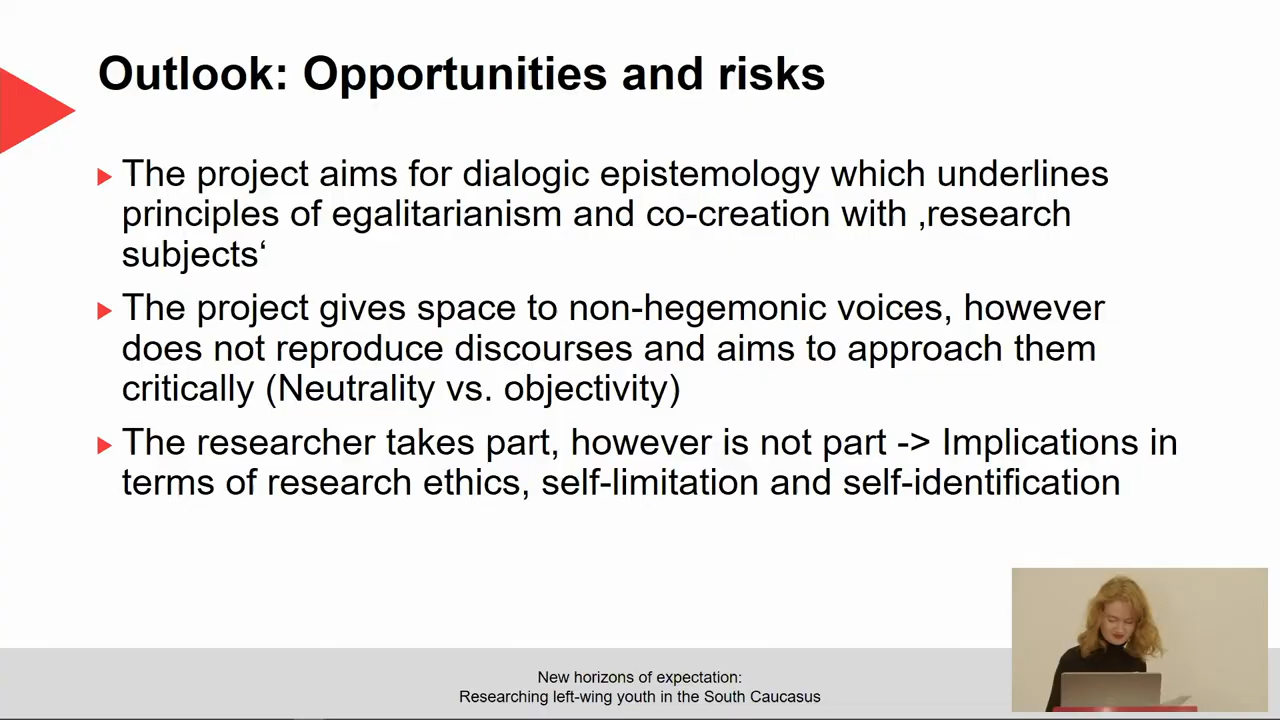 Outlook: Opportunities and risks
The project aims for dialogic epistemology which underlines
principles of egalitarianism and co-creation with ‚research
subjects‘
The project gives space to non-hegemonic voices, however
does not reproduce discourses and aims to approach them
critically (Neutrality vs. objectivity)
The researcher takes part, however is not part -> Implications in
terms of research ethics, self-limitation and self-identification
New horizons of expectation:
Researching left-wing youth in the South Caucasus